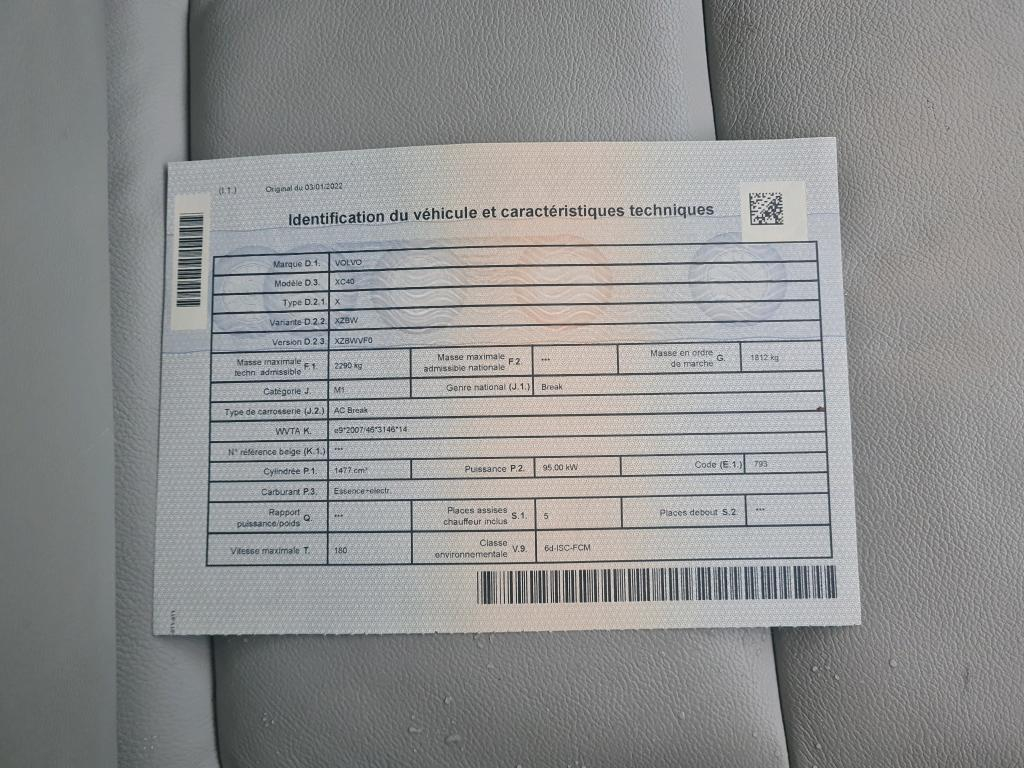 (I.T.) Original du 03/01/2022
Identification du véhicule et caractéristiques techniques
Marque D.1. VOLVO
Modèle D.3. XC40
Type D.2.1. X
Variante D.2.2. XZBW
Version D.2.3. XZBWVF0
Masse maximale techn. admissible F.1. 2290 kg Masse maximale admissible nationale F.2. *** Masse en ordre de marche G. 1812 kg
Catégorie J. M1 Genre national (J.1.) Break
Type de carrosserie (J.2.) AC Break
WVTA K. e9*2007/46*3146*14
N° référence belge (K.1.) ***
Cylindrée P.1. 1477 cm³ Puissance P.2. 95,00 kW Code (E.1.) 793
Carburant P.3. Essence+electr.
Rapport puissance/poids Q. *** Places assises chauffeur inclus S.1. 5 Places debout S.2. ***
Vitesse maximale T. 180 Classe environnementale V.9. 6d-ISC-FCM